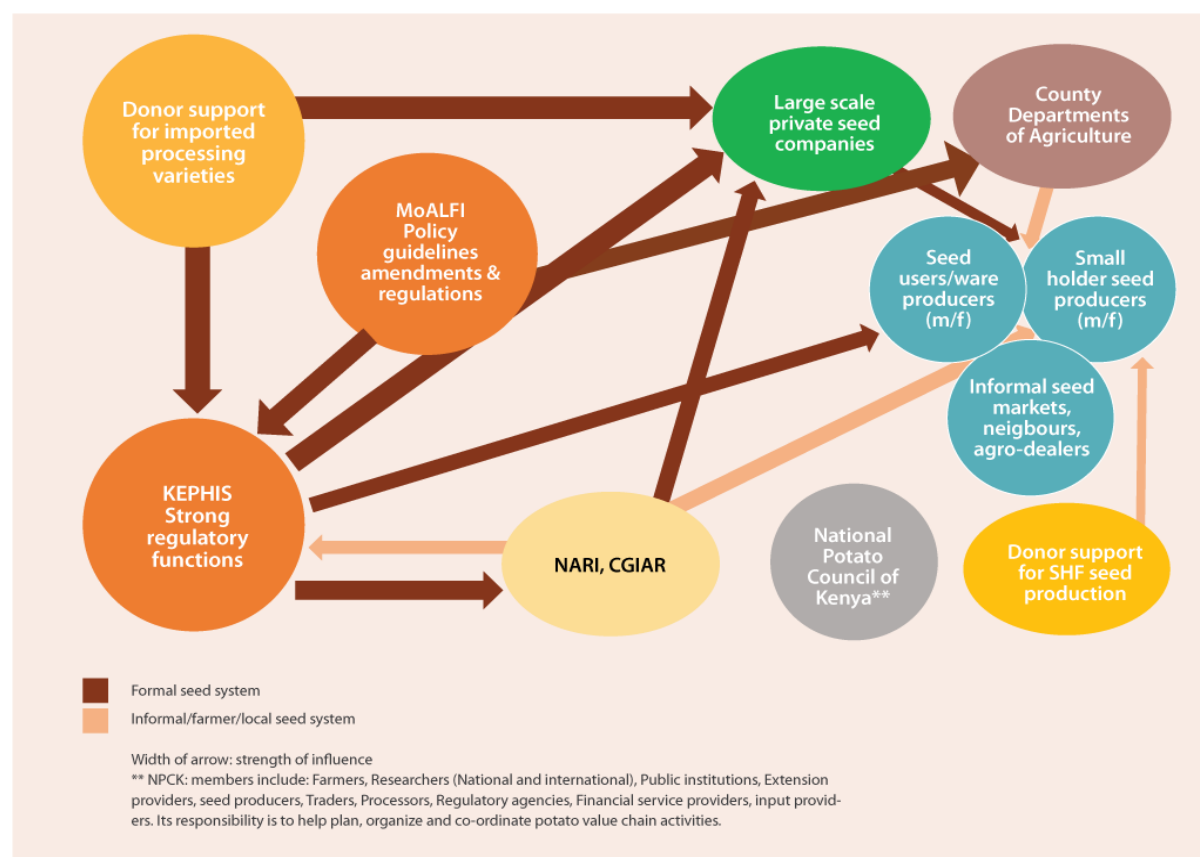 Donor support
for imported
processing
varieties
Large scale
private seed
companies
County
Departments
of Agriculture
MoALFI
Policy
guidelines
amendments &
regulations
Seed
users/ware
producers
(m/f)
Small
holder seed
producers
(m/f)
Informal seed
markets,
neigbours,
agro-dealers
KEPHIS
Strong
regulatory
functions
NARI, CGIAR
National
Potato
Council of
Kenya**
Donor support
for SHF seed
production
Formal seed system
Informal/farmer/local seed system
Width of arrow: strength of influence
** NPCK: members include: Farmers, Researchers (National and international), Public institutions, Extension
providers, seed producers, Traders, Processors, Regulatory agencies, Financial service providers, input provid-
ers. Its responsibility is to help plan, organize and co-ordinate potato value chain activities.